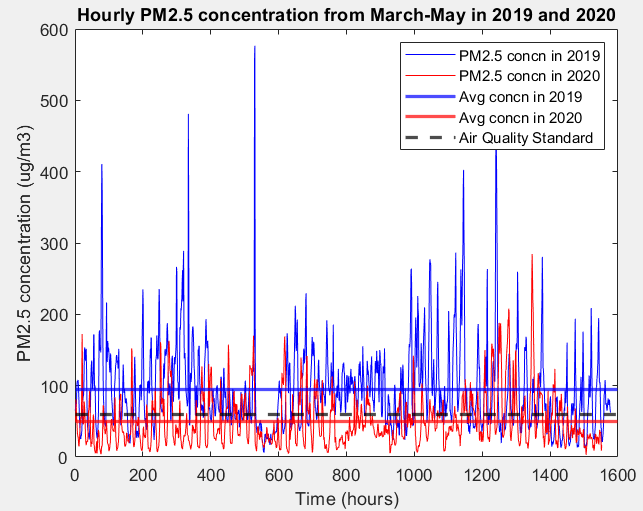 Hourly PM2.5 concentration from March-May in 2019 and 2020
PM2.5 concn in 2019
PM2.5 concn in 2020
Avg concn in 2019
Avg concn in 2020
Air Quality Standard
PM2.5 concentration (ug/m3)
600
500
400
300
200
100
0
0 200 400 600 800 1000 1200 1400 1600
Time (hours)